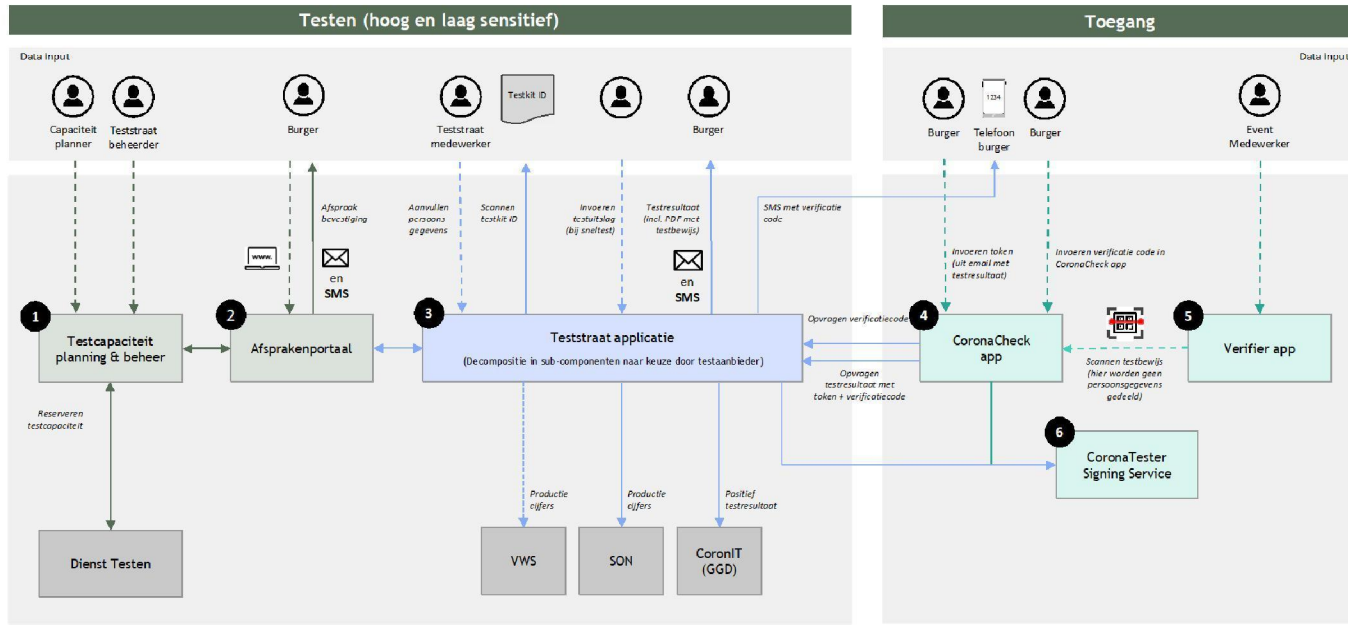 Testen (hoog en laag sensitief)
Toegang
Data Input
Data Input
Capaciteit
planner
Teststraat
beheerder
Burger
Teststraat
medewerker
Testkit ID
Burger
Burger
1234
Telefoon
burger
Burger
Event
Medewerker
Afspraak
bevestiging
Aanvullen
persoons
gegevens
Scannen
testkit ID
Invoeren
testuitslag
(bij sneltest)
Testresultaat
(incl. PDF met
testbewijs)
SMS met verificatie
code
www.
en
SMS
en
SMS
Invoeren token
(uit email met
testresultaat)
Invoeren verificatie code in
CoronaCheck app
1
Testcapaciteit
planning & beheer
2
Afsprakenportaal
3
Teststraat applicatie
(Decompositie in sub-componenten naar keuze door testaanbieder)
Opvragen verificatiecode
4
CoronaCheck
app
5
Verifier app
Scannen testbewijs
(hier worden geen
persoonsgegevens
gedeeld)
Opvragen
testresultaat met
token + verificatiecode
Reserveren
testcapaciteit
6
CoronaTester
Signing Service
Productie
cijfers
Productie
cijfers
Positief
testresultaat
Dienst Testen
VWS
SON
CoronIT
(GGD)